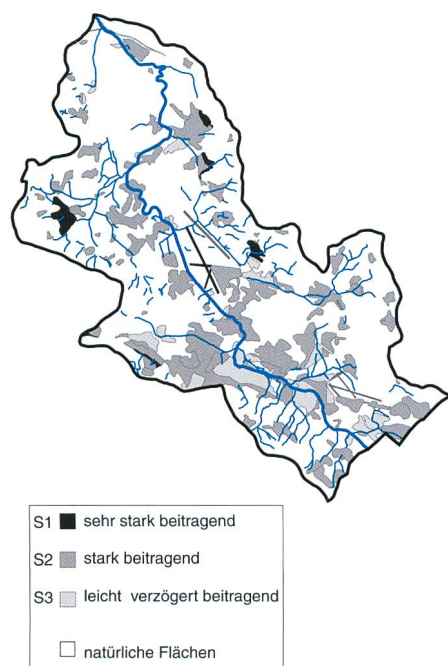 S1 sehr stark beitragend
S2 stark beitragend
S3 leicht verzögert beitragend
natürliche Flächen